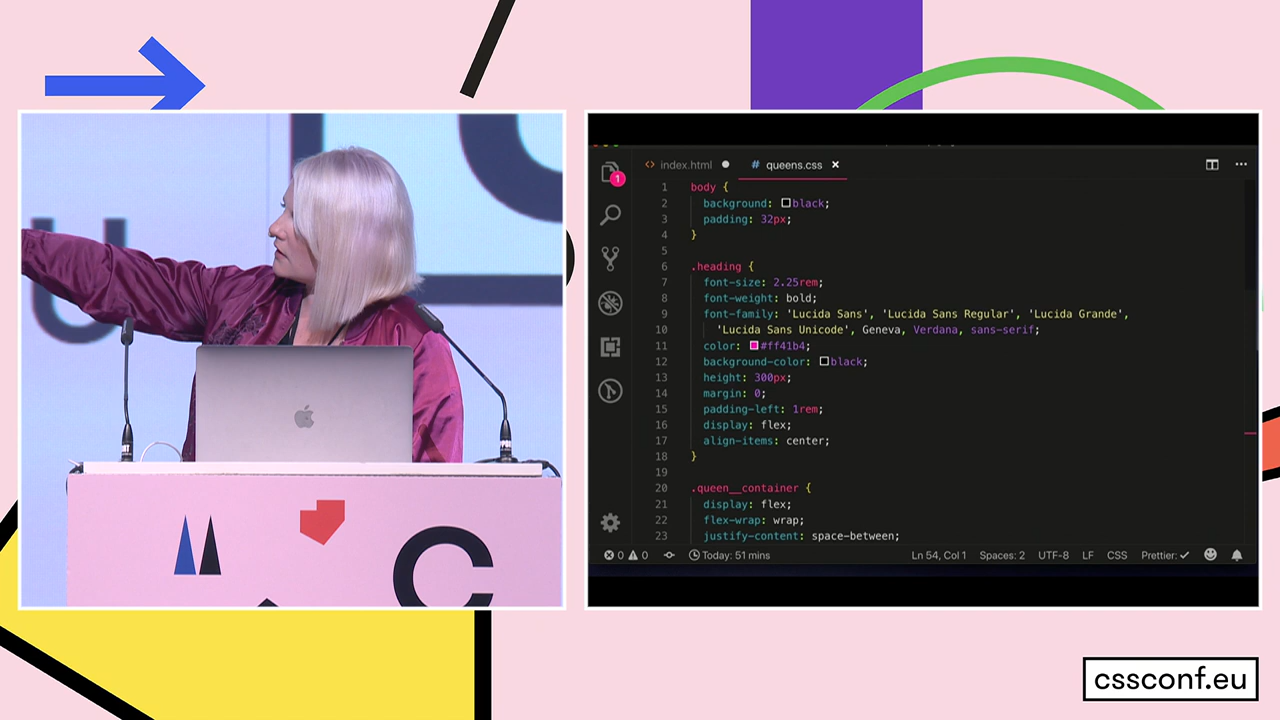 index.html
# queens.css
1
1 body {
2 background: black;
3 padding: 32px;
4 }
5
6 .heading {
7 font-size: 2.25rem;
8 font-weight: bold;
9 font-family: 'Lucida Sans', 'Lucida Sans Regular', 'Lucida Grande',
10 'Lucida Sans Unicode', Geneva, Verdana, sans-serif;
11 color: #ff41b4;
12 background-color: black;
13 height: 300px;
14 margin: 0;
15 padding-left: 1rem;
16 display: flex;
17 align-items: center;
18 }
19
20 .queen__container {
21 display: flex;
22 flex-wrap: wrap;
23 justify-content: space-between;
0 0 Today: 51 mins Ln 54, Col 1 Spaces: 2 UTF-8 LF CSS Prettier: ✓
C
cssconf.eu